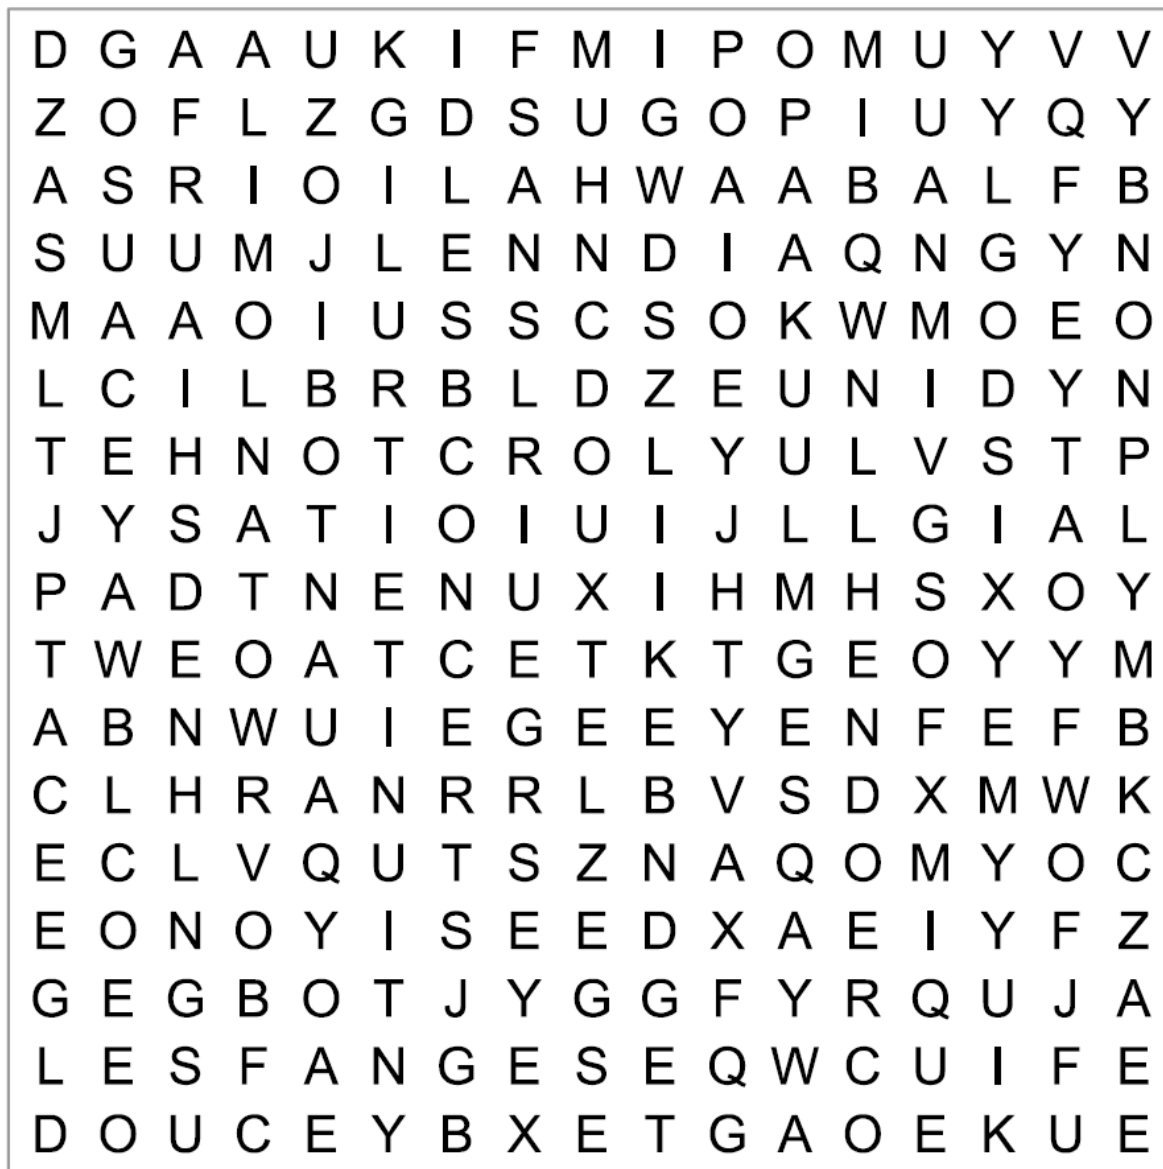 D G A A U K I F M I P O M U Y V V
Z O F L Z G D S U G O P I U Y Q Y
A S R I O I L A H W A A B A L F B
S U U M J L E N N D I A Q N G Y N
M A A O I U S S C S O K W M O E O
L C I L B R B L D Z E U N I D Y N
T E H N O T C R O L Y U L V S T P
J Y S A T I O I U I J L L G I A L
P A D T N E N U X I H M H S X O Y
T W E O A T C E T K T G E O Y Y M
A B N W U I E G E E Y E N F E F B
C L H R A N R R L B V S D X M W K
E C L V Q U T S Z N A Q O M Y O C
E O N O Y I S E E D X A E I Y F Z
G E G B O T J Y G G F Y R Q U J A
L E S F A N G E S E Q W C U I F E
D O U C E Y B X E T G A O E K U E